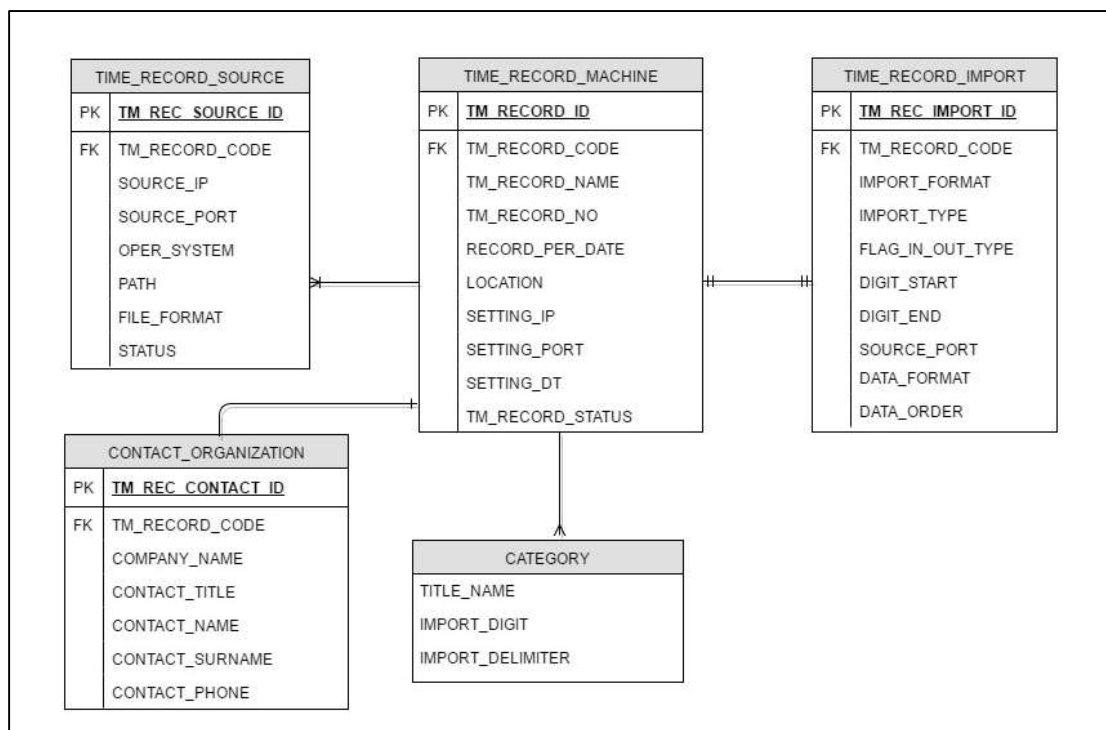 TIME_RECORD_SOURCE
PK TM_REC_SOURCE_ID
FK TM_RECORD_CODE
SOURCE_IP
SOURCE_PORT
OPER_SYSTEM
PATH
FILE_FORMAT
STATUS
TIME_RECORD_MACHINE
PK TM_RECORD_ID
FK TM_RECORD_CODE
TM_RECORD_NAME
TM_RECORD_NO
RECORD_PER_DATE
LOCATION
SETTING_IP
SETTING_PORT
SETTING_DT
TM_RECORD_STATUS
TIME_RECORD_IMPORT
PK TM_REC_IMPORT_ID
FK TM_RECORD_CODE
IMPORT_FORMAT
IMPORT_TYPE
FLAG_IN_OUT_TYPE
DIGIT_START
DIGIT_END
SOURCE_PORT
DATA_FORMAT
DATA_ORDER
CONTACT_ORGANIZATION
PK TM_REC_CONTACT_ID
FK TM_RECORD_CODE
COMPANY_NAME
CONTACT_TITLE
CONTACT_NAME
CONTACT_SURNAME
CONTACT_PHONE
CATEGORY
TITLE_NAME
IMPORT_DIGIT
IMPORT_DELIMITER